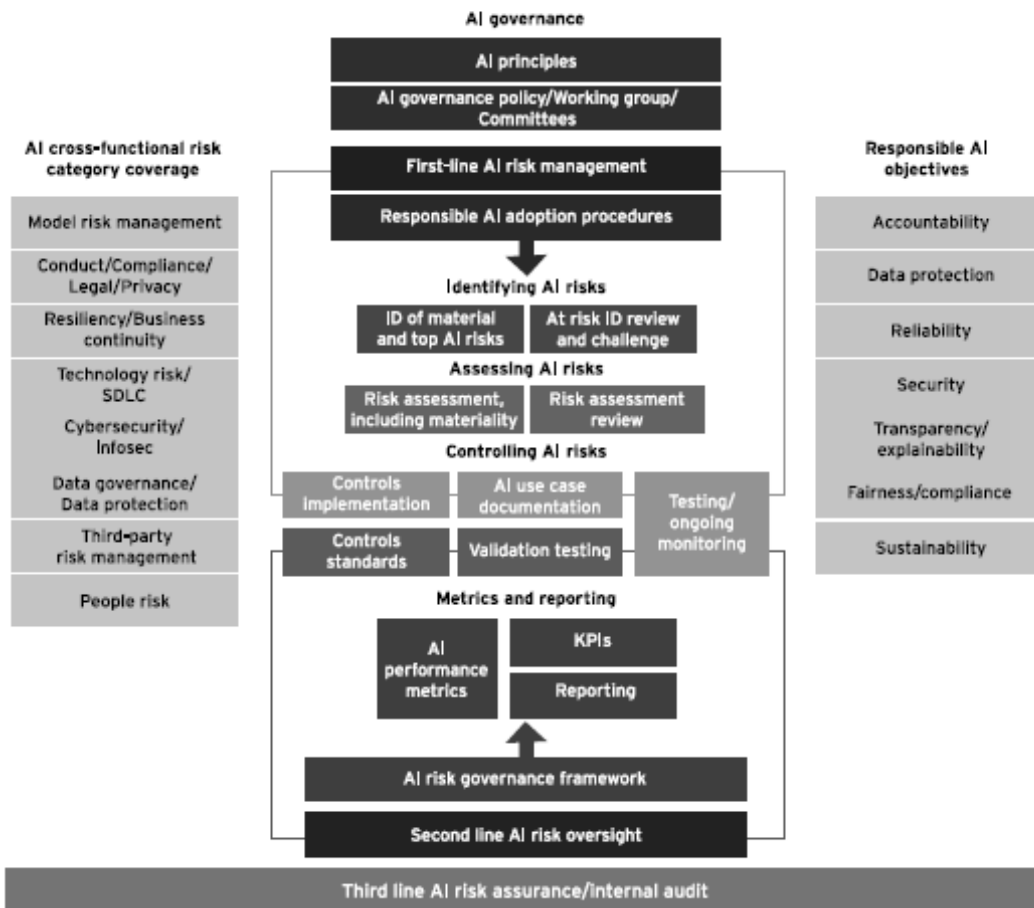 AI governance
AI principles
AI governance policy/Working group/
Committees
AI cross-functional risk
category coverage
Model risk management
Conduct/Compliance/
Legal/Privacy
Resiliency/Business
continuity
Technology risk/
SDLC
Cybersecurity/
Infosec
Data governance/
Data protection
Third-party
risk management
People risk
First-line AI risk management
Responsible AI adoption procedures
Identifying AI risks
ID of material
and top AI risks
At risk ID review
and challenge
Assessing AI risks
Risk assessment,
including materiality
Risk assessment
review
Controlling AI risks
Controls
implementation
AI use case
documentation
Testing/
ongoing
monitoring
Controls
standards
Validation testing
Metrics and reporting
AI
performance
metrics
KPIs
Reporting
AI risk governance framework
Second line AI risk oversight
Responsible AI
objectives
Accountability
Data protection
Reliability
Security
Transparency/
explainability
Fairness/compliance
Sustainability
Third line AI risk assurance/internal audit